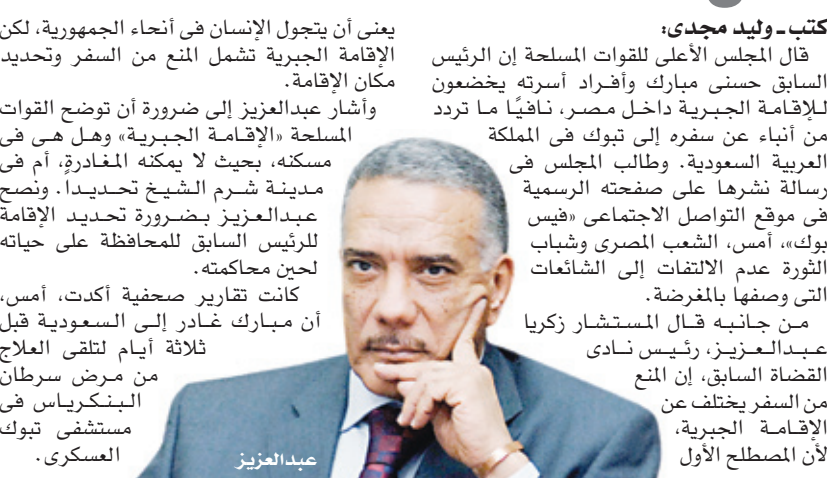 كتب ـ وليد مجدى:
قال المجلس الأعلى للقوات المسلحة إن الرئيس
السابق حسنى مبارك وأفراد أسرته يخضعون
للإقامة الجبرية داخل مصر، نافيًا ما تردد
من أنباء عن سفره إلى تبوك فى المملكة
العربية السعودية. وطالب المجلس فى
رسالة نشرها على صفحته الرسمية
فى موقع التواصل الاجتماعى «فيس
بوك»، أمس، الشعب المصرى وشباب
الثورة عدم الالتفات إلى الشائعات
التى وصفها بالمغرضة.
من جانبه قال المستشار زكريا
عبدالعزيز، رئيس نادى
القضاة السابق، إن المنع
من السفر يختلف عن
الإقامة الجبرية،
لأن المصطلح الأول
يعنى أن يتجول الإنسان فى أنحاء الجمهورية، لكن
الإقامة الجبرية تشمل المنع من السفر وتحديد
مكان الإقامة.
وأشار عبدالعزيز إلى ضرورة أن توضح القوات
المسلحة «الإقامة الجبرية» وهل هى فى
مسكنه، بحيث لا يمكنه المغادرة، أم فى
مدينة شرم الشيخ تحديدا. ونصح
عبدالعزيز بضرورة تحديد الإقامة
للرئيس السابق للمحافظة على حياته
لحين محاكمته.
كانت تقارير صحفية أكدت، أمس،
أن مبارك غادر إلى السعودية قبل
ثلاثة أيام لتلقى العلاج
من مرض سرطان
البنكرياس فى
مستشفى تبوك
العسكرى.
عبدالعزيز